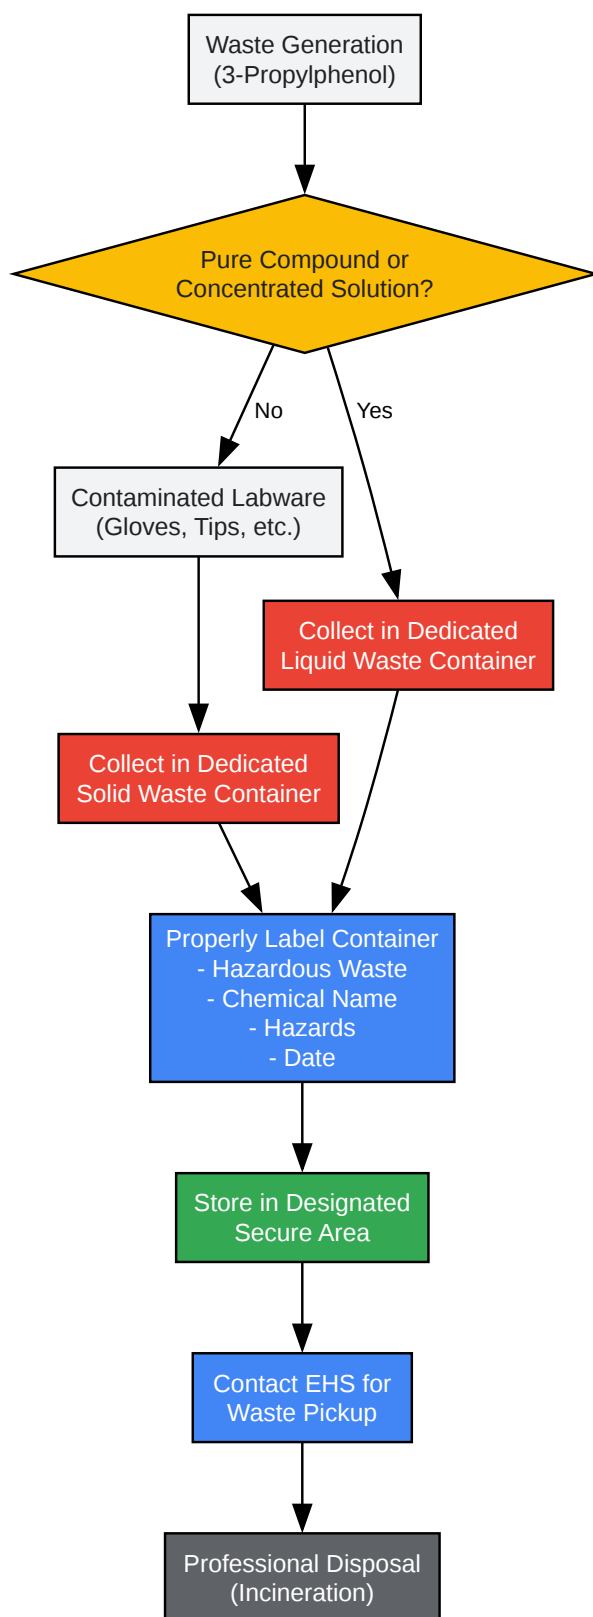 Waste Generation
(3-Propylphenol)
Pure Compound or
Concentrated Solution?
No
Yes
Contaminated Labware
(Gloves, Tips, etc.)
Collect in Dedicated
Liquid Waste Container
Collect in Dedicated
Solid Waste Container
Properly Label Container
- Hazardous Waste
- Chemical Name
- Hazards
- Date
Store in Designated
Secure Area
Contact EHS for
Waste Pickup
Professional Disposal
(Incineration)